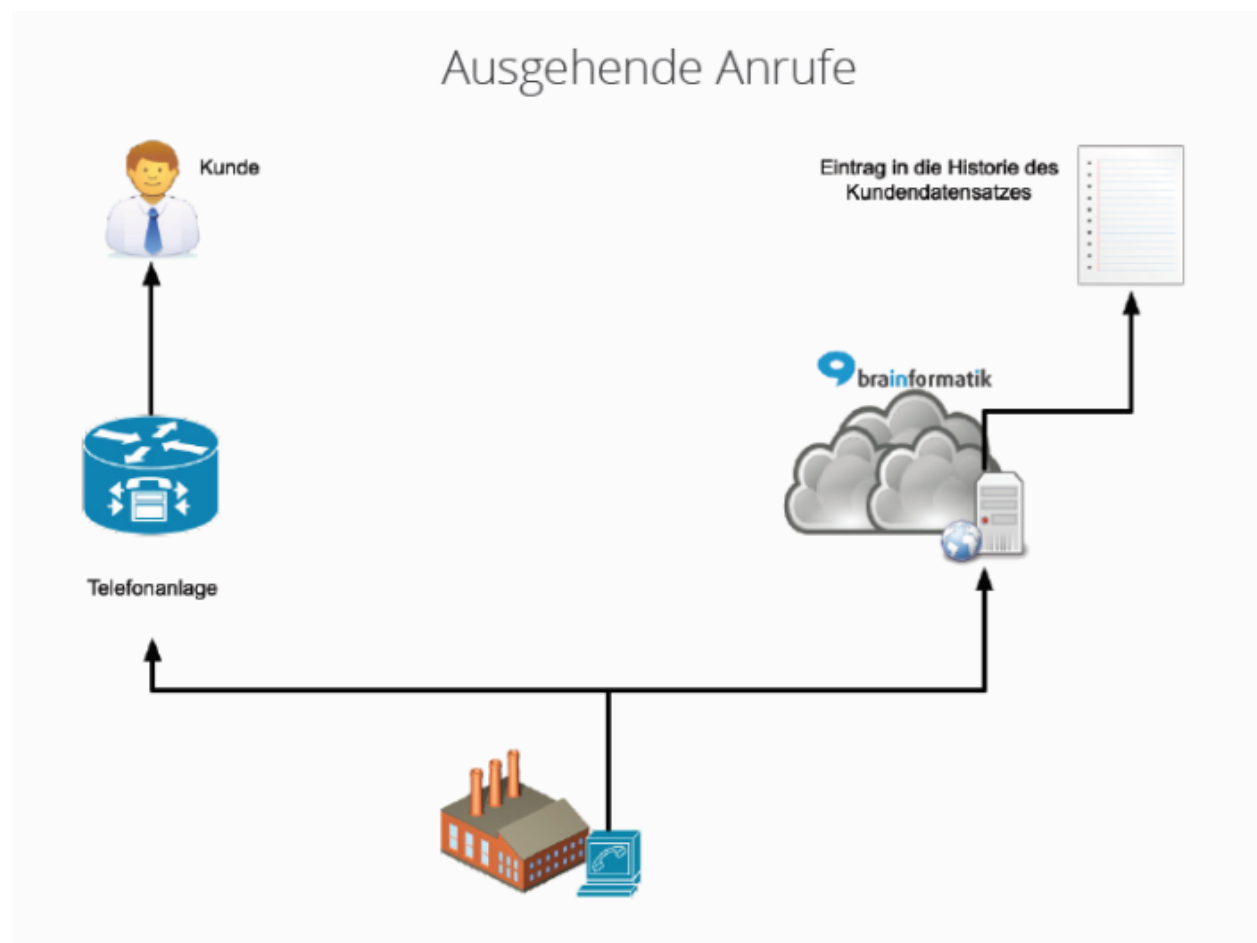 Ausgehende Anrufe
Kunde
Eintrag in die Historie des
Kundendatensatzes
brainformatik
Telefonanlage